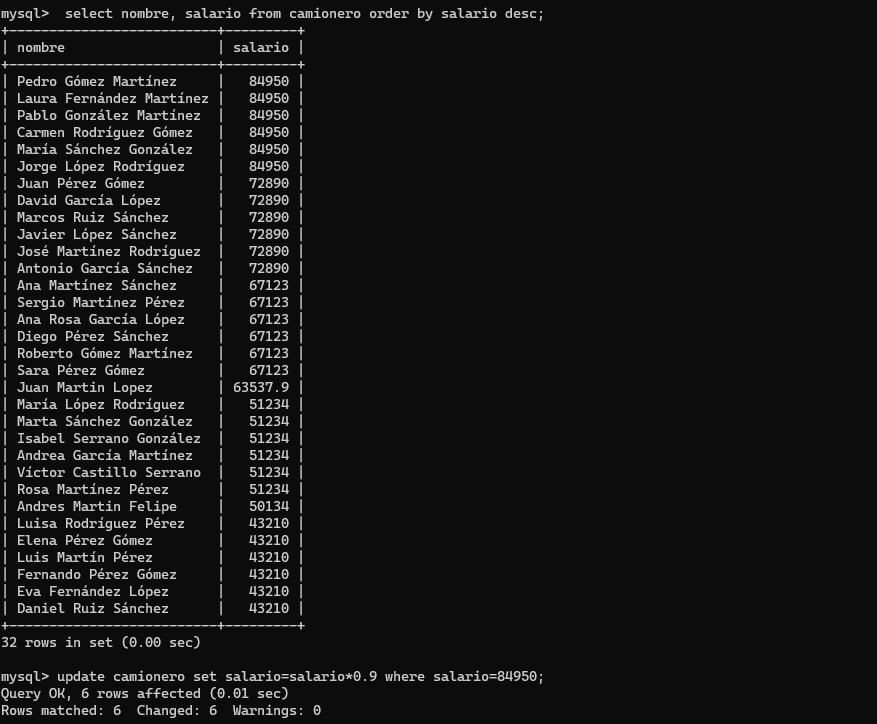 mysql>  select nombre, salario from camionero order by salario desc;
+--------------------------+---------+
| nombre                   | salario |
+--------------------------+---------+
| Pedro Gómez Martínez     |   84950 |
| Laura Fernández Martínez |   84950 |
| Pablo González Martínez  |   84950 |
| Carmen Rodríguez Gómez   |   84950 |
| María Sánchez González   |   84950 |
| Jorge López Rodríguez    |   84950 |
| Juan Pérez Gómez         |   72890 |
| David García López       |   72890 |
| Marcos Ruiz Sánchez      |   72890 |
| Javier López Sánchez     |   72890 |
| José Martínez Rodríguez  |   72890 |
| Antonio García Sánchez   |   72890 |
| Ana Martínez Sánchez     |   67123 |
| Sergio Martínez Pérez    |   67123 |
| Ana Rosa García López    |   67123 |
| Diego Pérez Sánchez      |   67123 |
| Roberto Gómez Martínez   |   67123 |
| Sara Pérez Gómez         |   67123 |
| Juan Martin Lopez        | 63537.9 |
| María López Rodríguez    |   51234 |
| Marta Sánchez González   |   51234 |
| Isabel Serrano González  |   51234 |
| Andrea García Martínez   |   51234 |
| Víctor Castillo Serrano  |   51234 |
| Rosa Martínez Pérez      |   51234 |
| Andres Martin Felipe     |   50134 |
| Luisa Rodríguez Pérez    |   43210 |
| Elena Pérez Gómez        |   43210 |
| Luis Martín Pérez        |   43210 |
| Fernando Pérez Gómez     |   43210 |
| Eva Fernández López      |   43210 |
| Daniel Ruiz Sánchez      |   43210 |
+--------------------------+---------+
32 rows in set (0.00 sec)

mysql> update camionero set salario=salario*0.9 where salario=84950;
Query OK, 6 rows affected (0.01 sec)
Rows matched: 6  Changed: 6  Warnings: 0